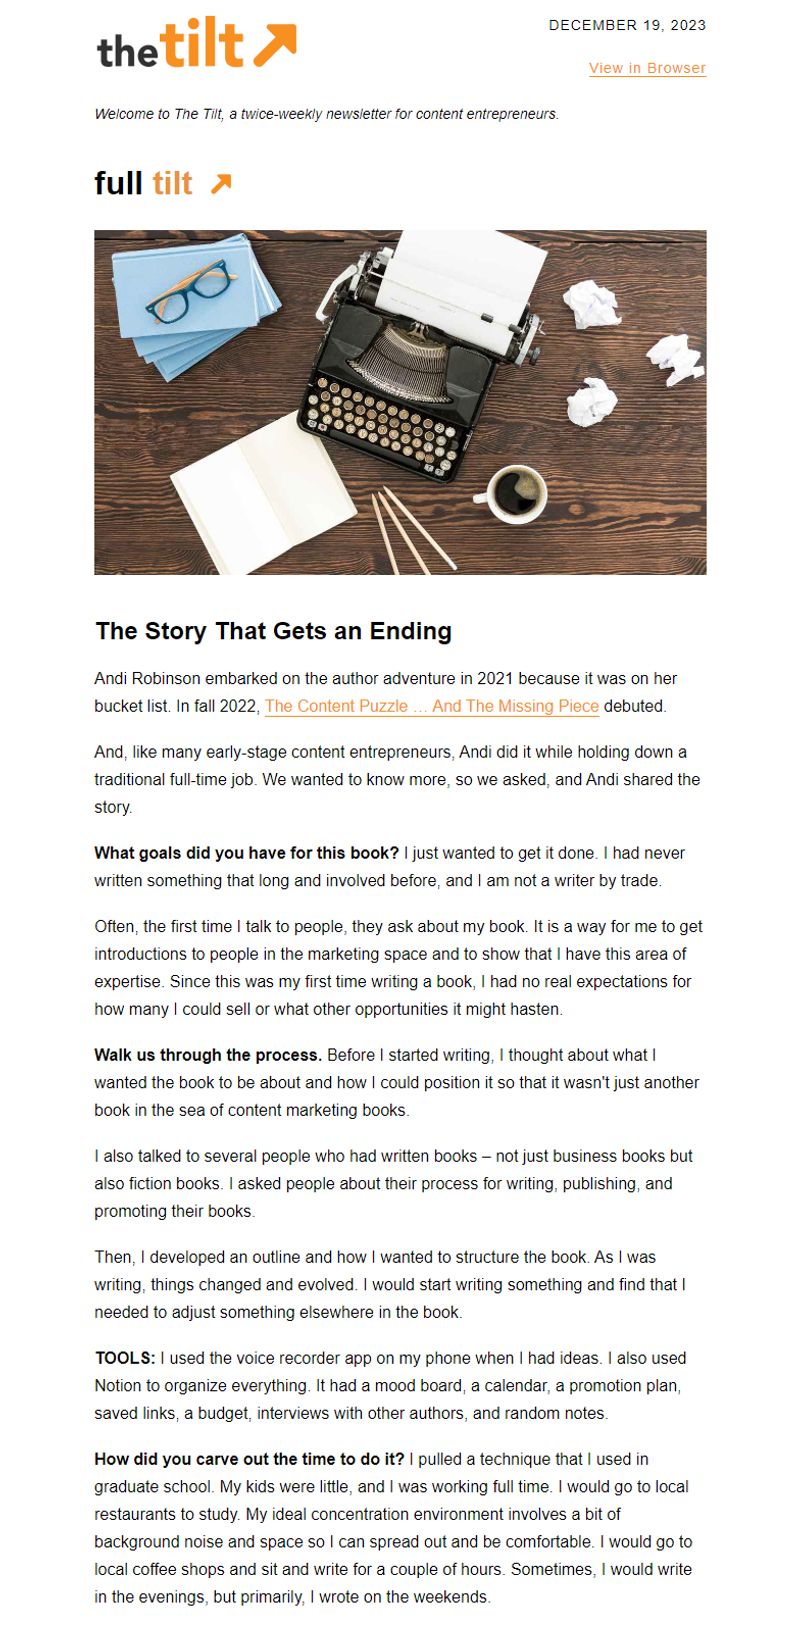 thetilt
DECEMBER 19, 2023
View in Browser
Welcome to The Tilt, a twice-weekly newsletter for content entrepreneurs.
full tilt
The Story That Gets an Ending
Andi Robinson embarked on the author adventure in 2021 because it was on her
bucket list. In fall 2022, The Content Puzzle … And The Missing Piece debuted.
And, like many early-stage content entrepreneurs, Andi did it while holding down a
traditional full-time job. We wanted to know more, so we asked, and Andi shared the
story.
What goals did you have for this book? I just wanted to get it done. I had never
written something that long and involved before, and I am not a writer by trade.
Often, the first time I talk to people, they ask about my book. It is a way for me to get
introductions to people in the marketing space and to show that I have this area of
expertise. Since this was my first time writing a book, I had no real expectations for
how many I could sell or what other opportunities it might hasten.
Walk us through the process. Before I started writing, I thought about what I
wanted the book to be about and how I could position it so that it wasn't just another
book in the sea of content marketing books.
I also talked to several people who had written books – not just business books but
also fiction books. I asked people about their process for writing, publishing, and
promoting their books.
Then, I developed an outline and how I wanted to structure the book. As I was
writing, things changed and evolved. I would start writing something and find that I
needed to adjust something elsewhere in the book.
TOOLS: I used the voice recorder app on my phone when I had ideas. I also used
Notion to organize everything. It had a mood board, a calendar, a promotion plan,
saved links, a budget, interviews with other authors, and random notes.
How did you carve out the time to do it? I pulled a technique that I used in
graduate school. My kids were little, and I was working full time. I would go to local
restaurants to study. My ideal concentration environment involves a bit of
background noise and space so I can spread out and be comfortable. I would go to
local coffee shops and sit and write for a couple of hours. Sometimes, I would write
in the evenings, but primarily, I wrote on the weekends.